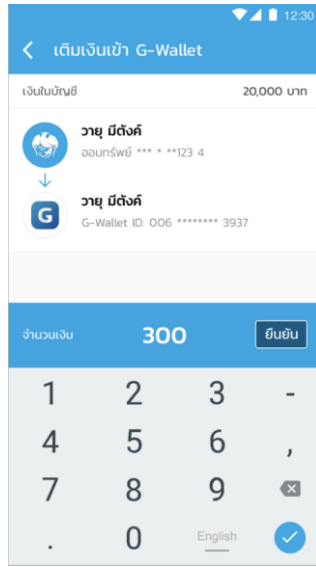 12:30
เติมเงินเข้า G-Wallet
เงินในบัญชี 20,000 บาท
วายุ มีตังค์
ออมทรัพย์ *** * **123 4
วายุ มีตังค์
G
G-Wallet ID: 006 ******** 3937
จำนวนเงิน 300 ยืนยัน
1 2 3 -
4 5 6 ,
7 8 9
. 0 English